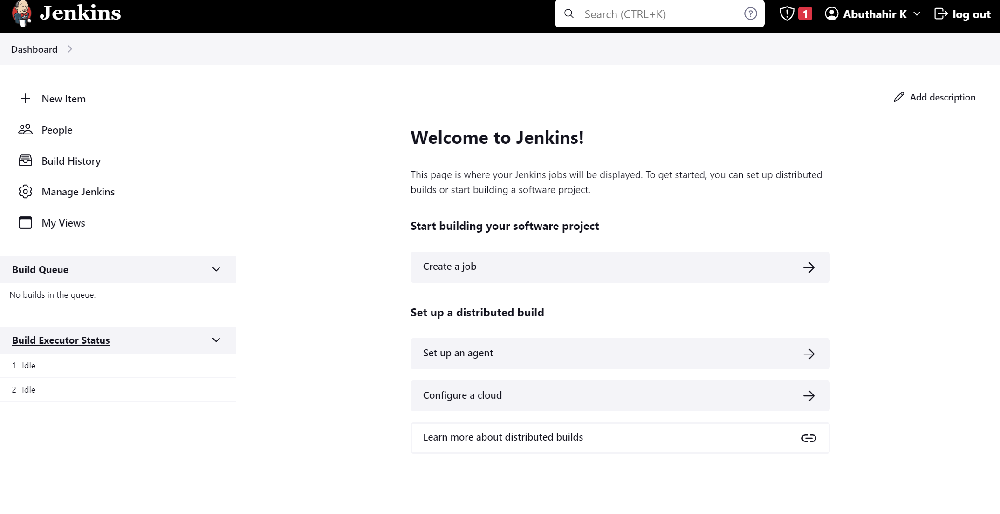 Jenkins
Search (CTRL+K)
1
Abuthahir K
log out
Dashboard
New Item
People
Build History
Manage Jenkins
My Views
Build Queue
No builds in the queue.
Build Executor Status
1 Idle
2 Idle
Add description
Welcome to Jenkins!
This page is where your Jenkins jobs will be displayed. To get started, you can set up distributed
builds or start building a software project.
Start building your software project
Create a job
Set up a distributed build
Set up an agent
Configure a cloud
Learn more about distributed builds